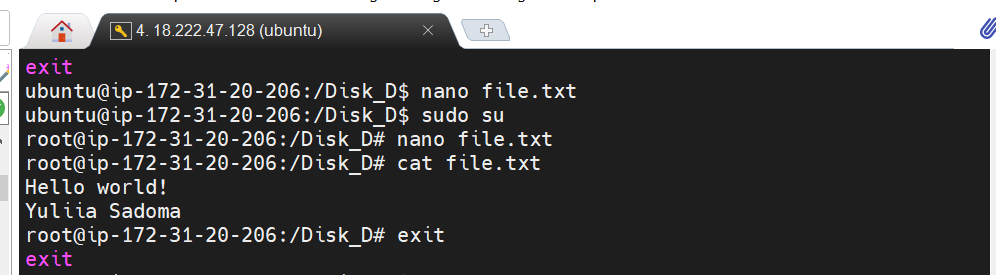 4. 18.222.47.128 (ubuntu)
exit
ubuntu@ip-172-31-20-206:/Disk_D$ nano file.txt
ubuntu@ip-172-31-20-206:/Disk_D$ sudo su
root@ip-172-31-20-206:/Disk_D# nano file.txt
root@ip-172-31-20-206:/Disk_D# cat file.txt
Hello world!
Yuliia Sadoma
root@ip-172-31-20-206:/Disk_D# exit
exit